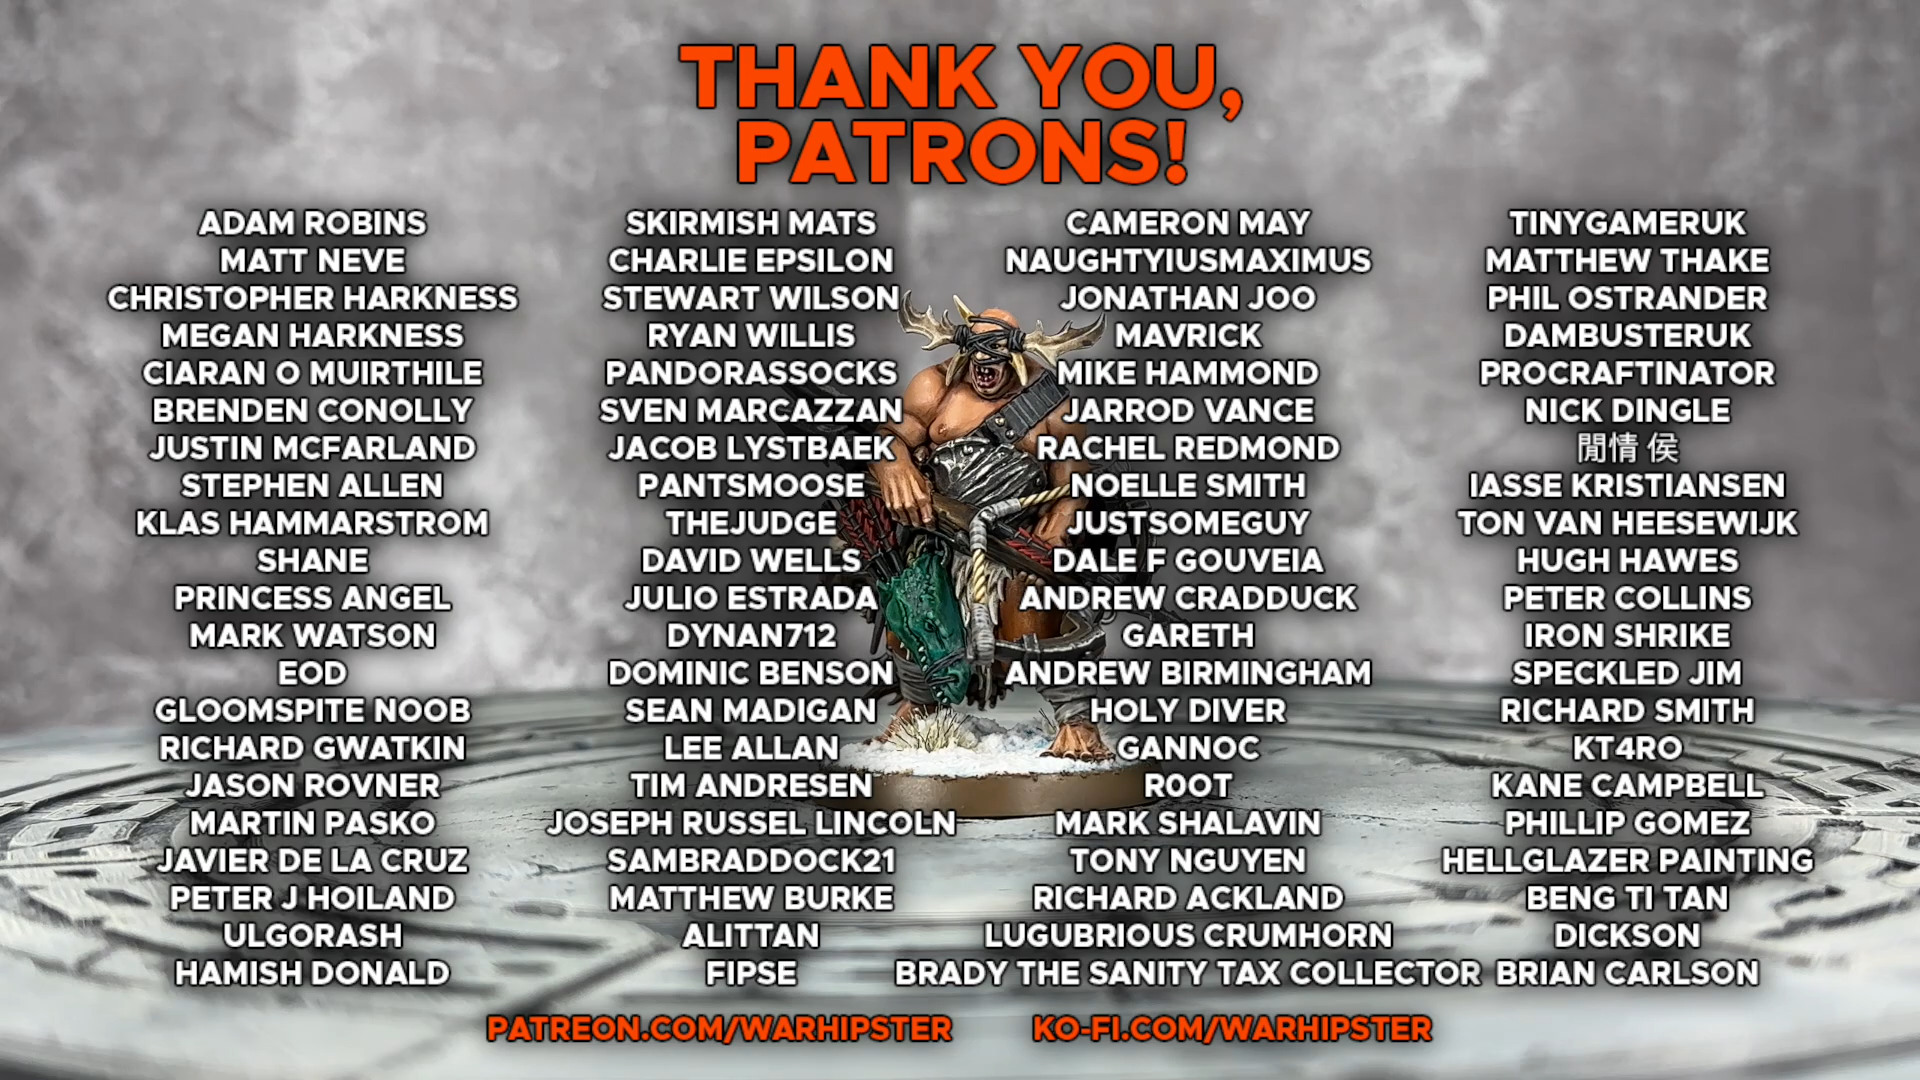 THANK YOU,
PATRONS!
ADAM ROBINS
MATT NEVE
CHRISTOPHER HARKNESS
MEGAN HARKNESS
CIARAN O MUIRTHILE
BRENDEN CONOLLY
JUSTIN MCFARLAND
STEPHEN ALLEN
KLAS HAMMARSTROM
SHANE
PRINCESS ANGEL
MARK WATSON
EOD
GLOOMSPITE NOOB
RICHARD GWATKIN
JASON ROVNER
MARTIN PASKO
JAVIER DE LA CRUZ
PETER J HOILAND
ULGORASH
HAMISH DONALD
SKIRMISH MATS
CHARLIE EPSILON
STEWART WILSON
RYAN WILLIS
PANDORASSOCKS
SVEN MARCAZZAN
JACOB LYSTBAEK
PANTSMOOSE
THEJUDGE
DAVID WELLS
JULIO ESTRADA
DYNAN712
DOMINIC BENSON
SEAN MADIGAN
LEE ALLAN
TIM ANDRESEN
JOSEPH RUSSEL LINCOLN
SAMBRADDOCK21
MATTHEW BURKE
ALITTAN
FIPSE
CAMERON MAY
NAUGHTYIUSMAXIMUS
JONATHAN JOO
MAVRICK
MIKE HAMMOND
JARROD VANCE
RACHEL REDMOND
NOELLE SMITH
JUSTSOMEGUY
DALE F GOUVEIA
ANDREW CRADDUCK
GARETH
ANDREW BIRMINGHAM
HOLY DIVER
GANNOC
R0OT
MARK SHALAVIN
TONY NGUYEN
RICHARD ACKLAND
LUGUBRIOUS CRUMHORN
BRADY THE SANITY TAX COLLECTOR
TINYGAMERUK
MATTHEW THAKE
PHIL OSTRANDER
DAMBUSTERUK
PROCRAFTINATOR
NICK DINGLE
閒情 侯
IASSE KRISTIANSEN
TON VAN HEESEWIJK
HUGH HAWES
PETER COLLINS
IRON SHRIKE
SPECKLED JIM
RICHARD SMITH
KT4RO
KANE CAMPBELL
PHILLIP GOMEZ
HELLGLAZER PAINTING
BENG TI TAN
DICKSON
BRIAN CARLSON
PATREON.COM/WARHIPSTER
KO-FI.COM/WARHIPSTER